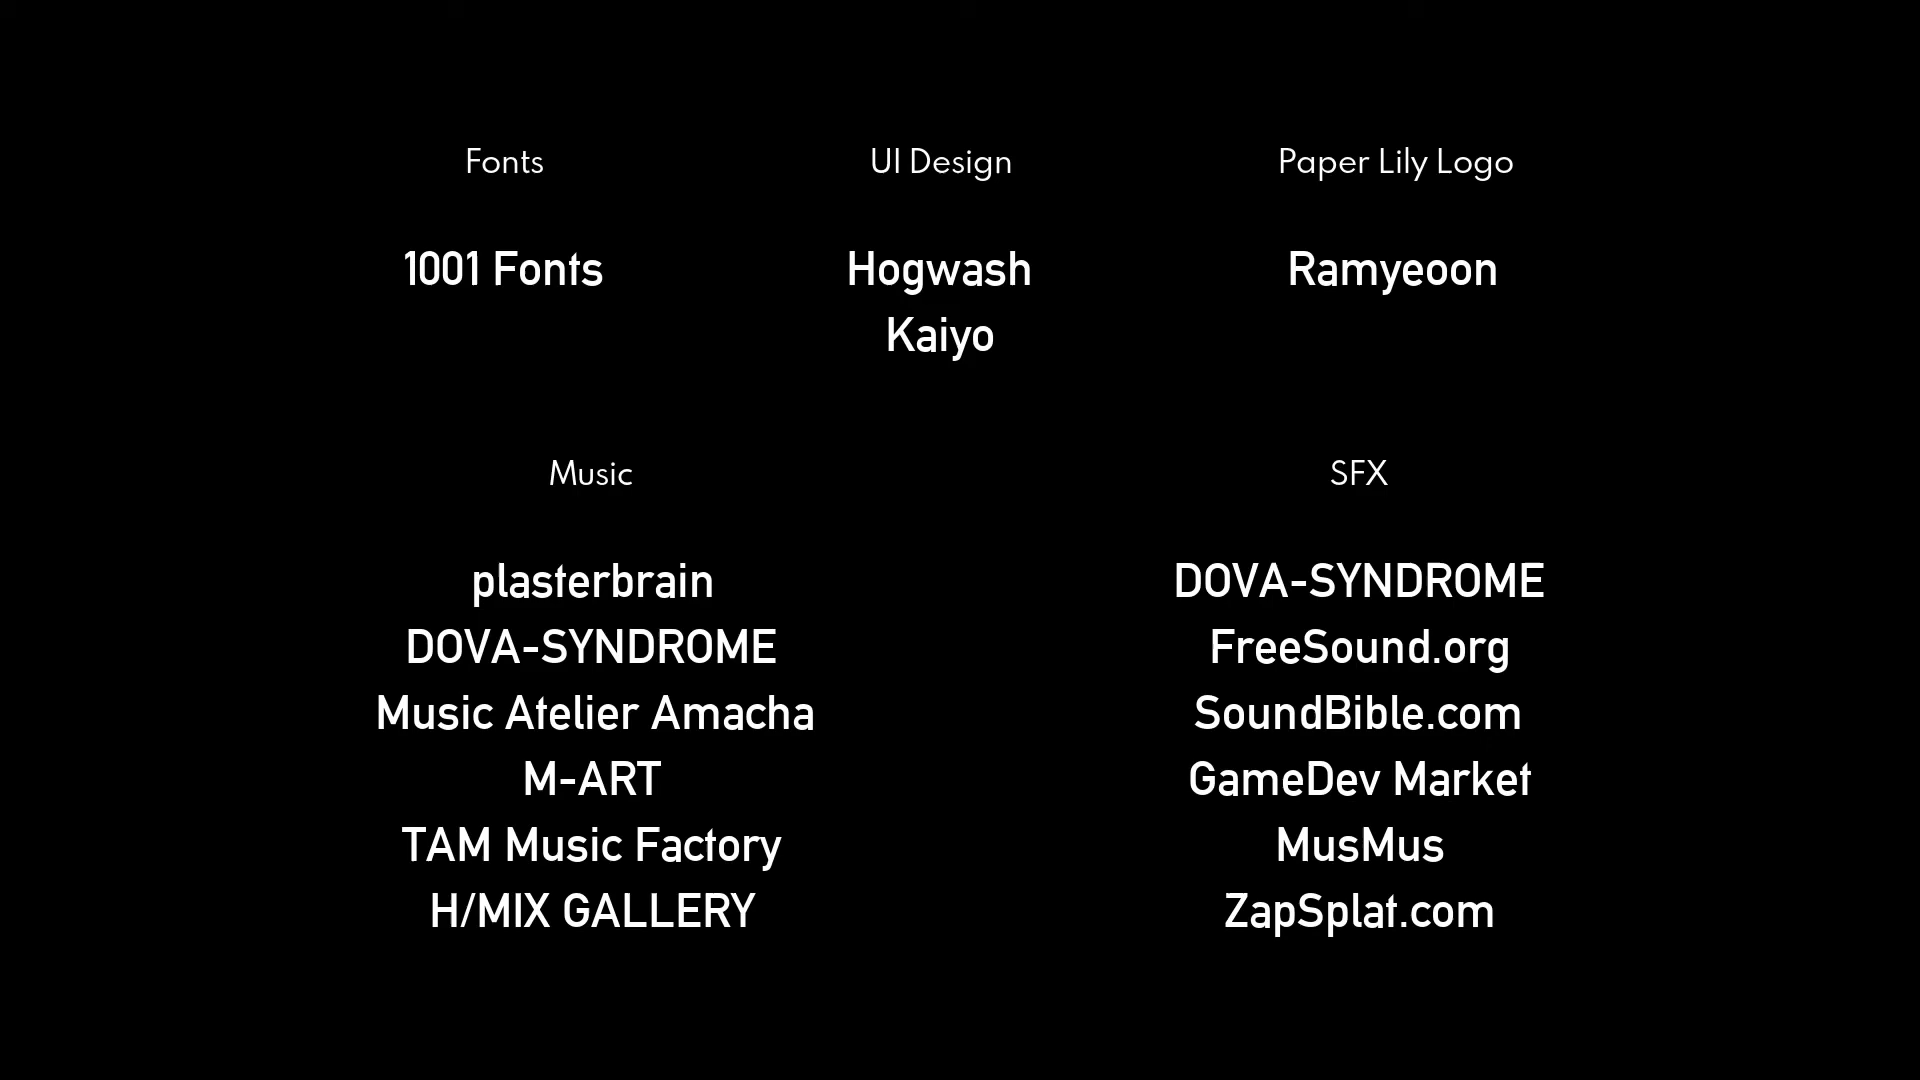 Fonts
1001 Fonts
UI Design
Hogwash
Kaiyo
Paper Lily Logo
Ramyeoon
Music
plasterbrain
DOVA-SYNDROME
Music Atelier Amacha
M-ART
TAM Music Factory
H/MIX GALLERY
SFX
DOVA-SYNDROME
FreeSound.org
SoundBible.com
GameDev Market
MusMus
ZapSplat.com